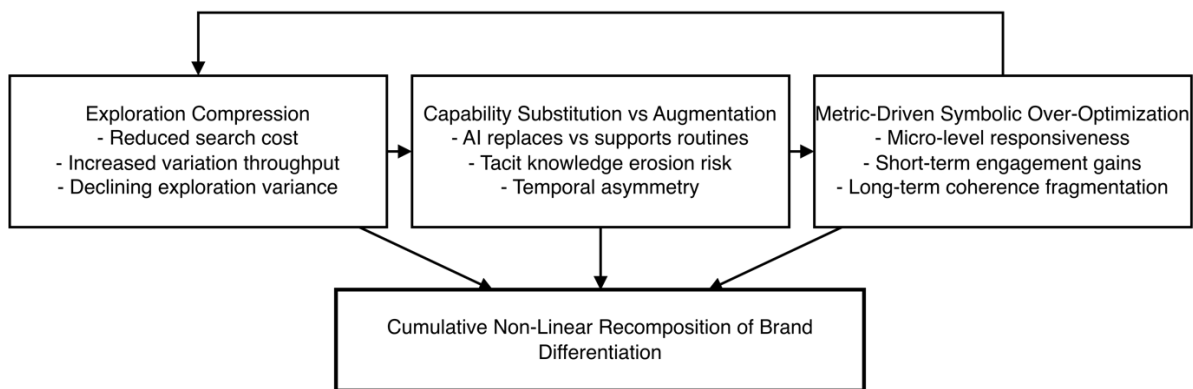 Exploration Compression
- Reduced search cost
- Increased variation throughput
- Declining exploration variance
Capability Substitution vs Augmentation
- AI replaces vs supports routines
- Tacit knowledge erosion risk
- Temporal asymmetry
Metric-Driven Symbolic Over-Optimization
- Micro-level responsiveness
- Short-term engagement gains
- Long-term coherence fragmentation
Cumulative Non-Linear Recomposition of Brand
Differentiation